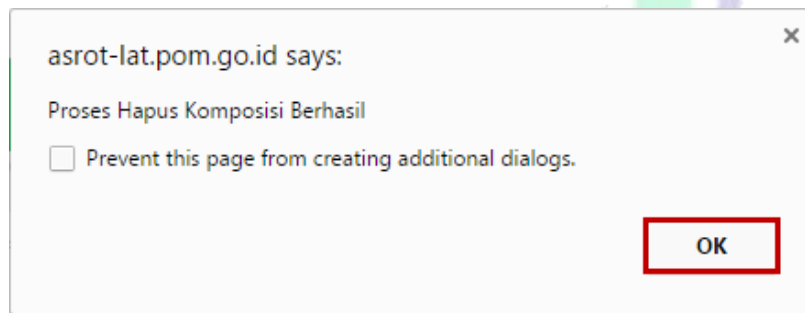 asrot-lat.pom.go.id says:
Proses Hapus Komposisi Berhasil
Prevent this page from creating additional dialogs.
OK